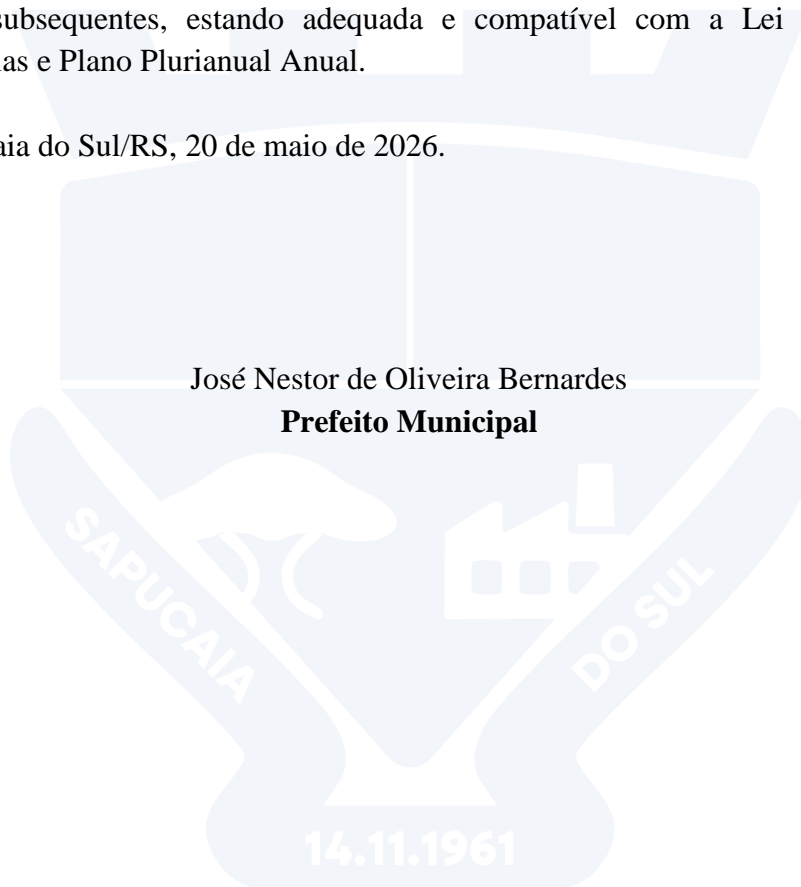 subsequentes, estando adequada e compatível com a Lei
as e Plano Plurianual Anual.
aia do Sul/RS, 20 de maio de 2026.
José Nestor de Oliveira Bernardes
Prefeito Municipal
SAPUCAIA
DO SUL
14.11.1961